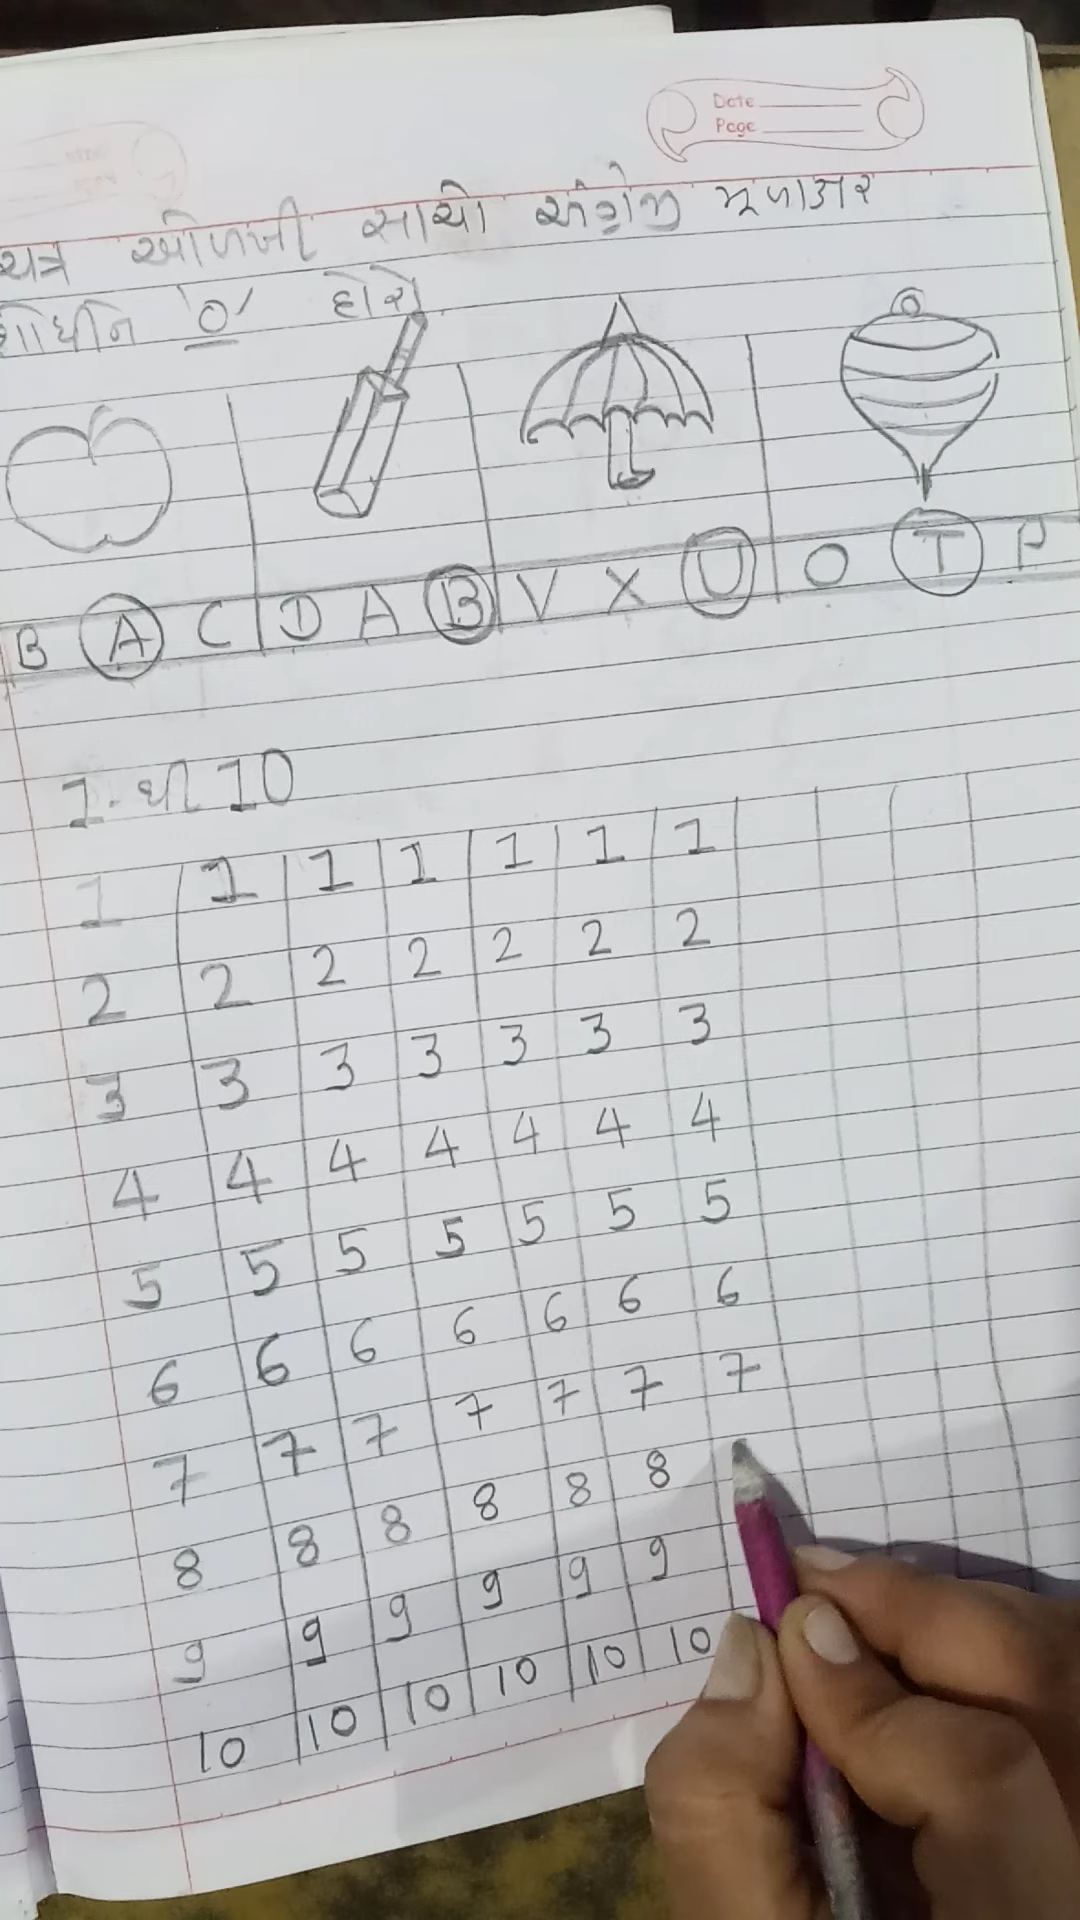 Date
Page
ચત્ર ઓળખી સાચો અંગ્રેજી મૂળાક્ષર
શોધીને 'o' દોરો
B A C D A B V X U O T P
1 થી 10
1 1 1 1 1 1 1
2 2 2 2 2 2 2
3 3 3 3 3 3 3
4 4 4 4 4 4 4
5 5 5 5 5 5 5
6 6 6 6 6 6 6
7 7 7 7 7 7 7
8 8 8 8 8 8
9 9 9 9 9 9
10 10 10 10 10 10